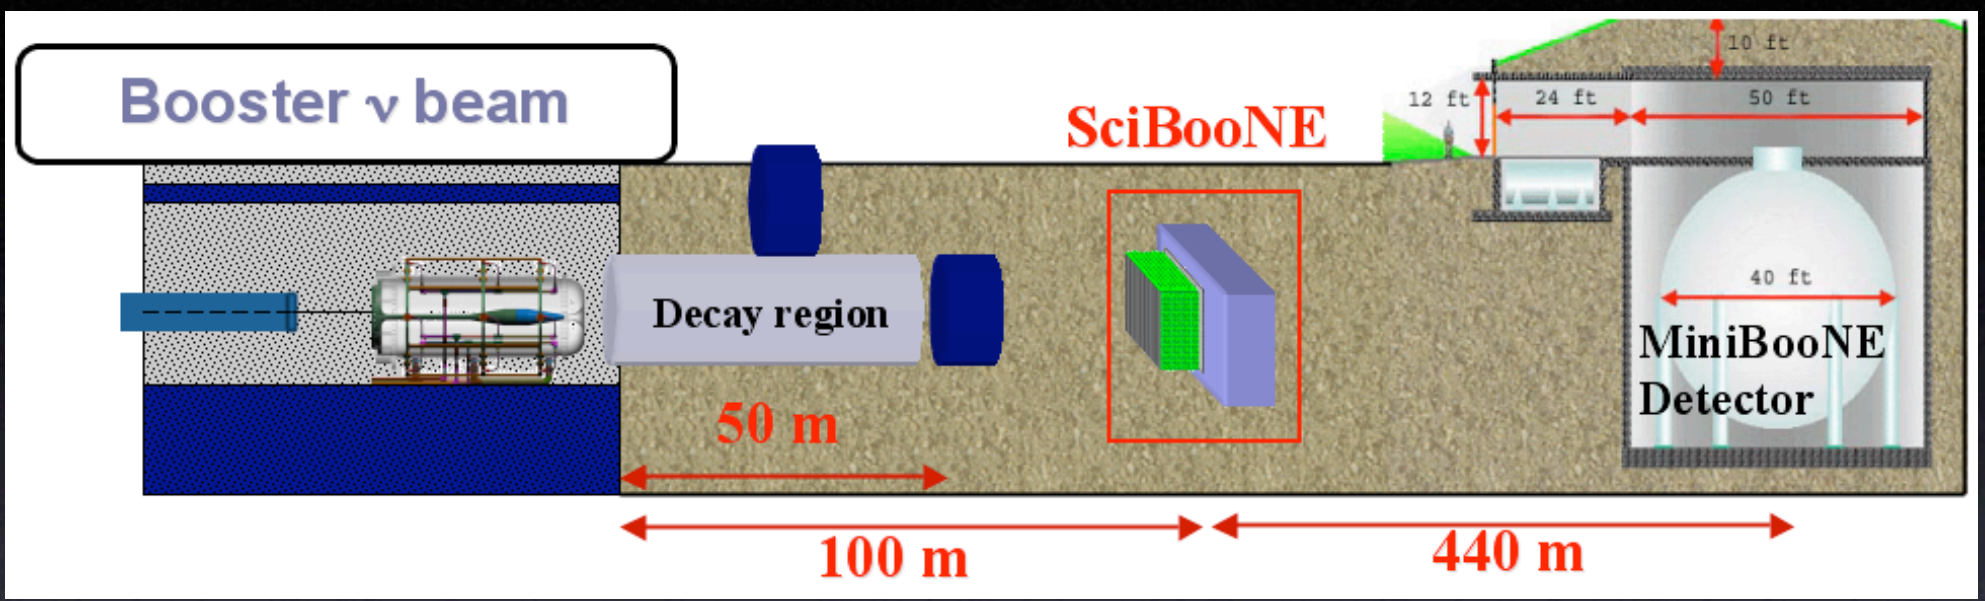 Booster ν beam
SciBooNE
10 ft
12 ft
24 ft
50 ft
Decay region
40 ft
MiniBooNE
Detector
50 m
100 m
440 m